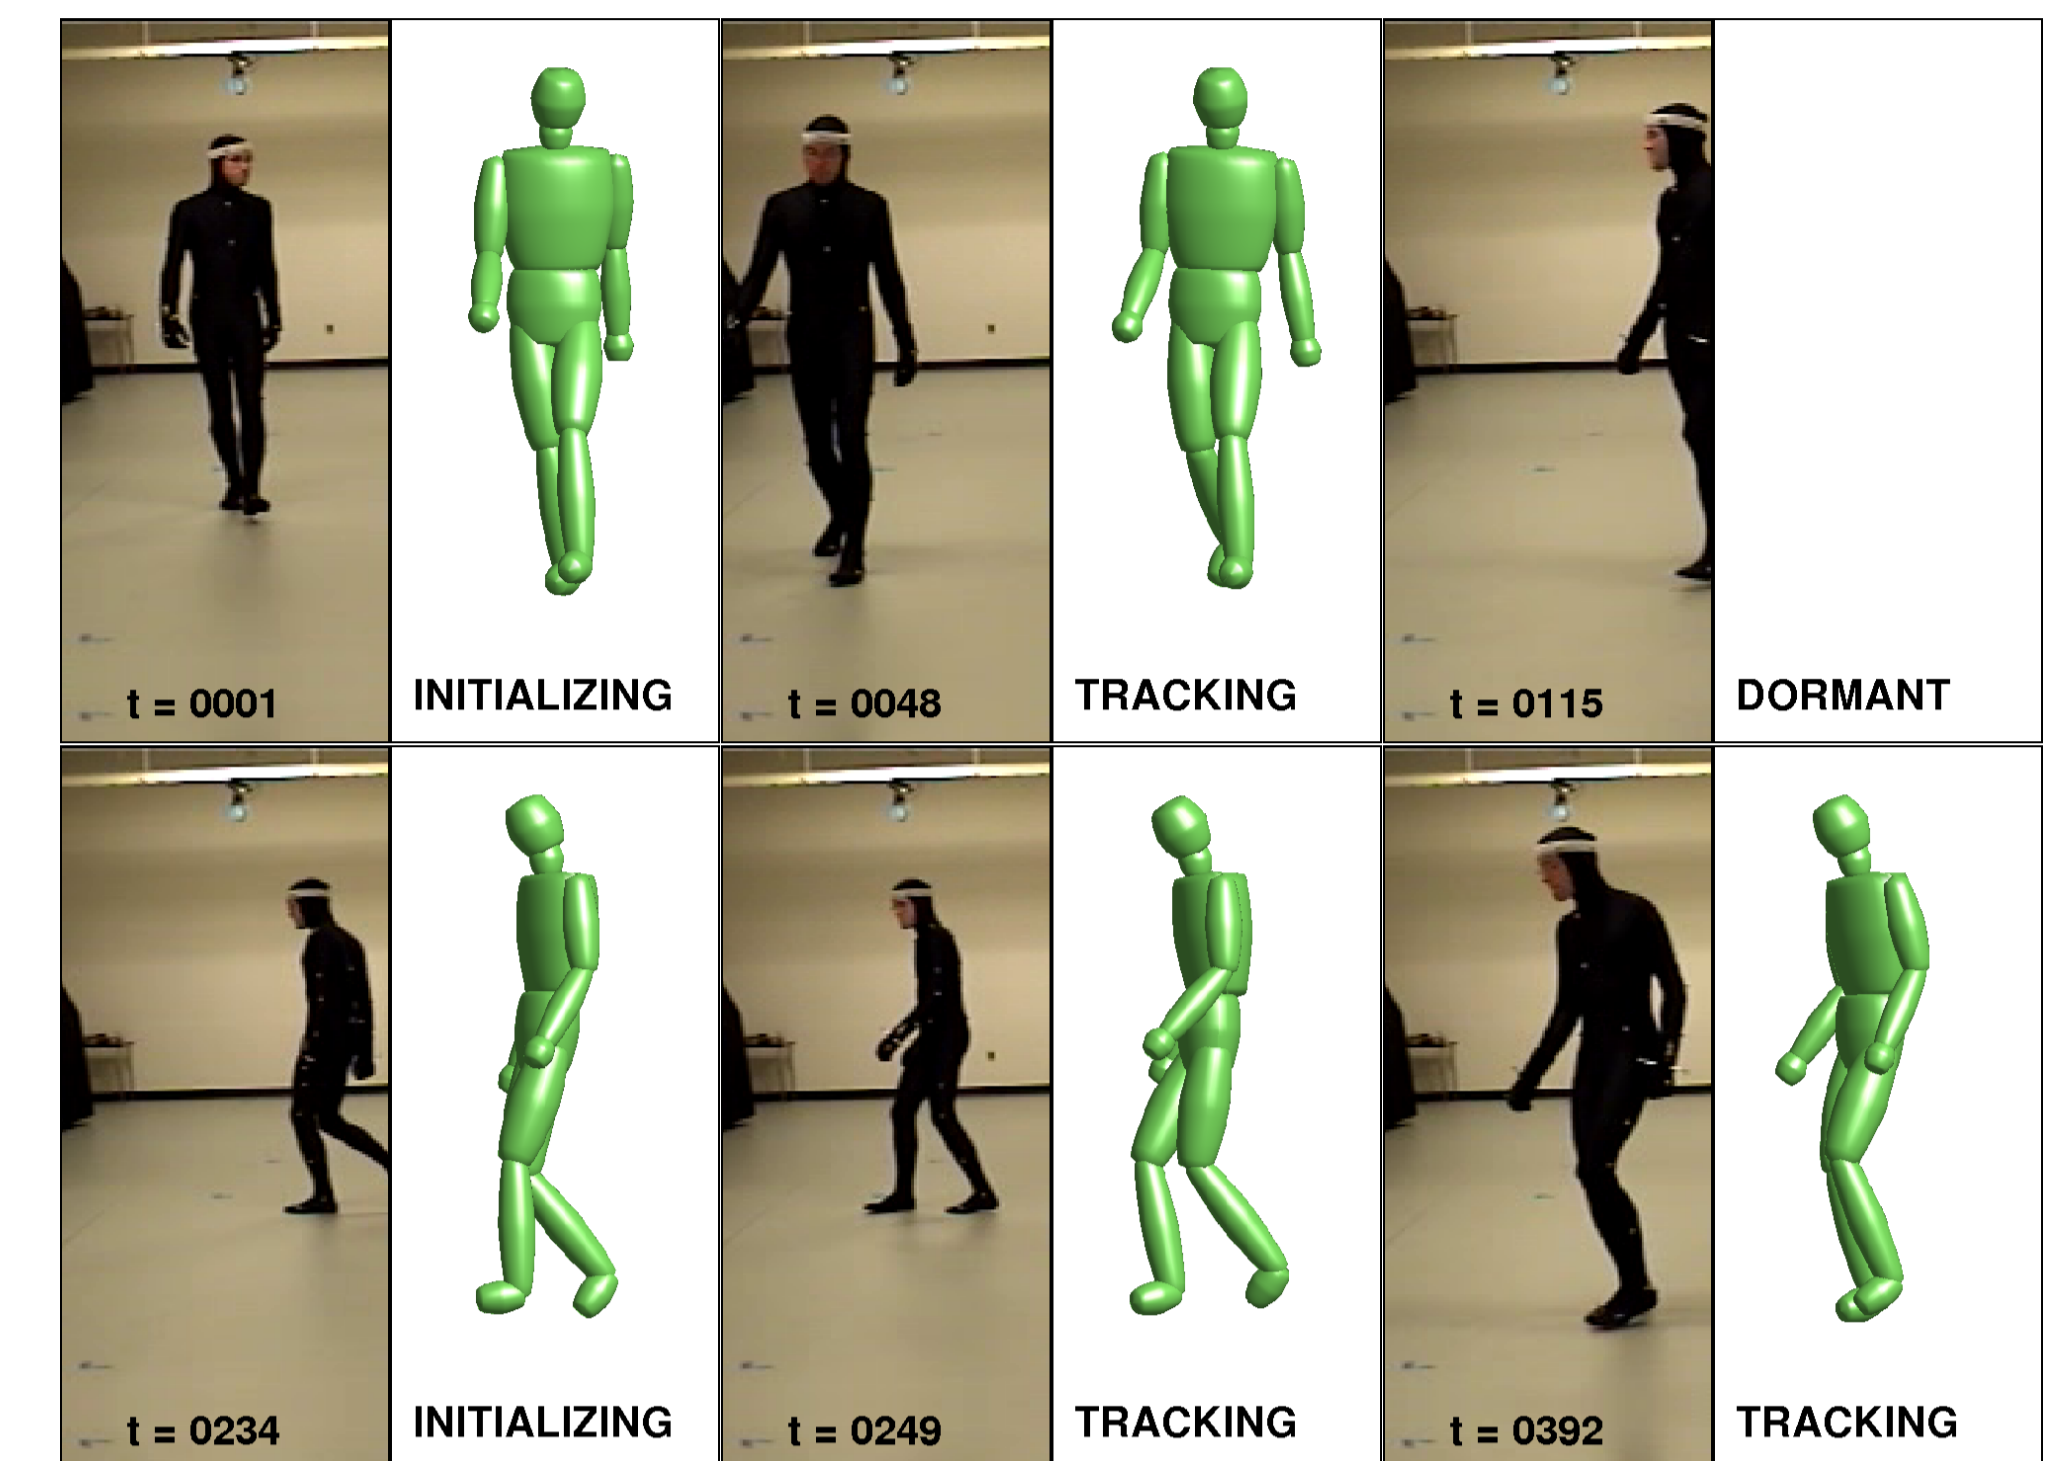 t = 0001
INITIALIZING
t = 0048
TRACKING
t = 0115
DORMANT
t = 0234
INITIALIZING
t = 0249
TRACKING
t = 0392
TRACKING